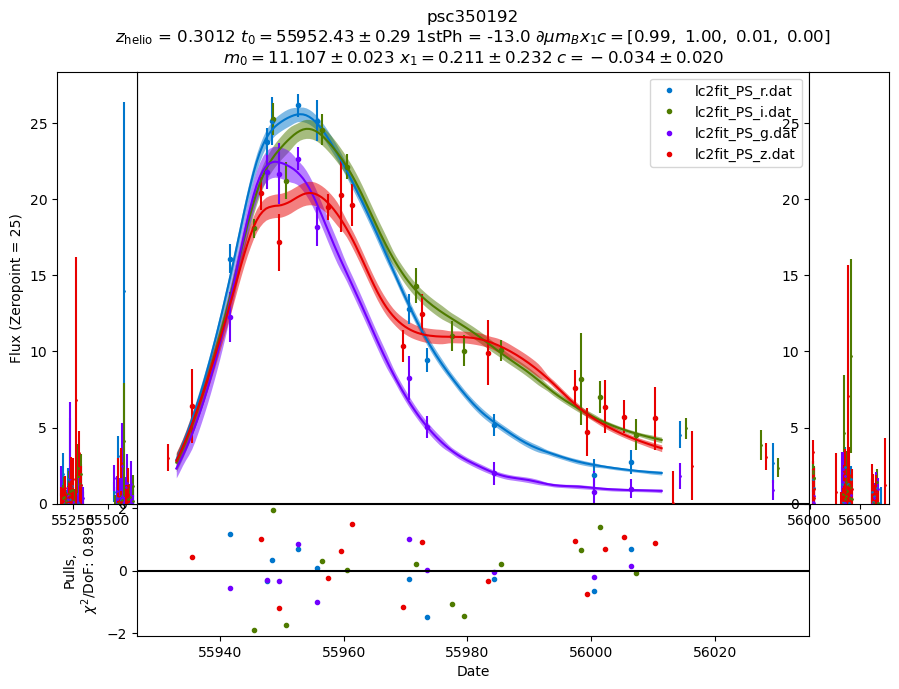 psc350192
z_helio = 0.3012 t_0 = 55952.43 ± 0.29 1stPh = -13.0 ∂μm_Bx_1c = [0.99, 1.00, 0.01, 0.00]
m_0 = 11.107 ± 0.023 x_1 = 0.211 ± 0.232 c = −0.034 ± 0.020
lc2fit_PS_r.dat
lc2fit_PS_i.dat
lc2fit_PS_g.dat
lc2fit_PS_z.dat
Flux (Zeropoint = 25)
25
20
15
10
5
0
25
20
15
10
5
0
55250
55500
56000
56500
Pulls,
χ²/DoF: 0.89
2
0
−2
55940
55960
55980
56000
56020
Date